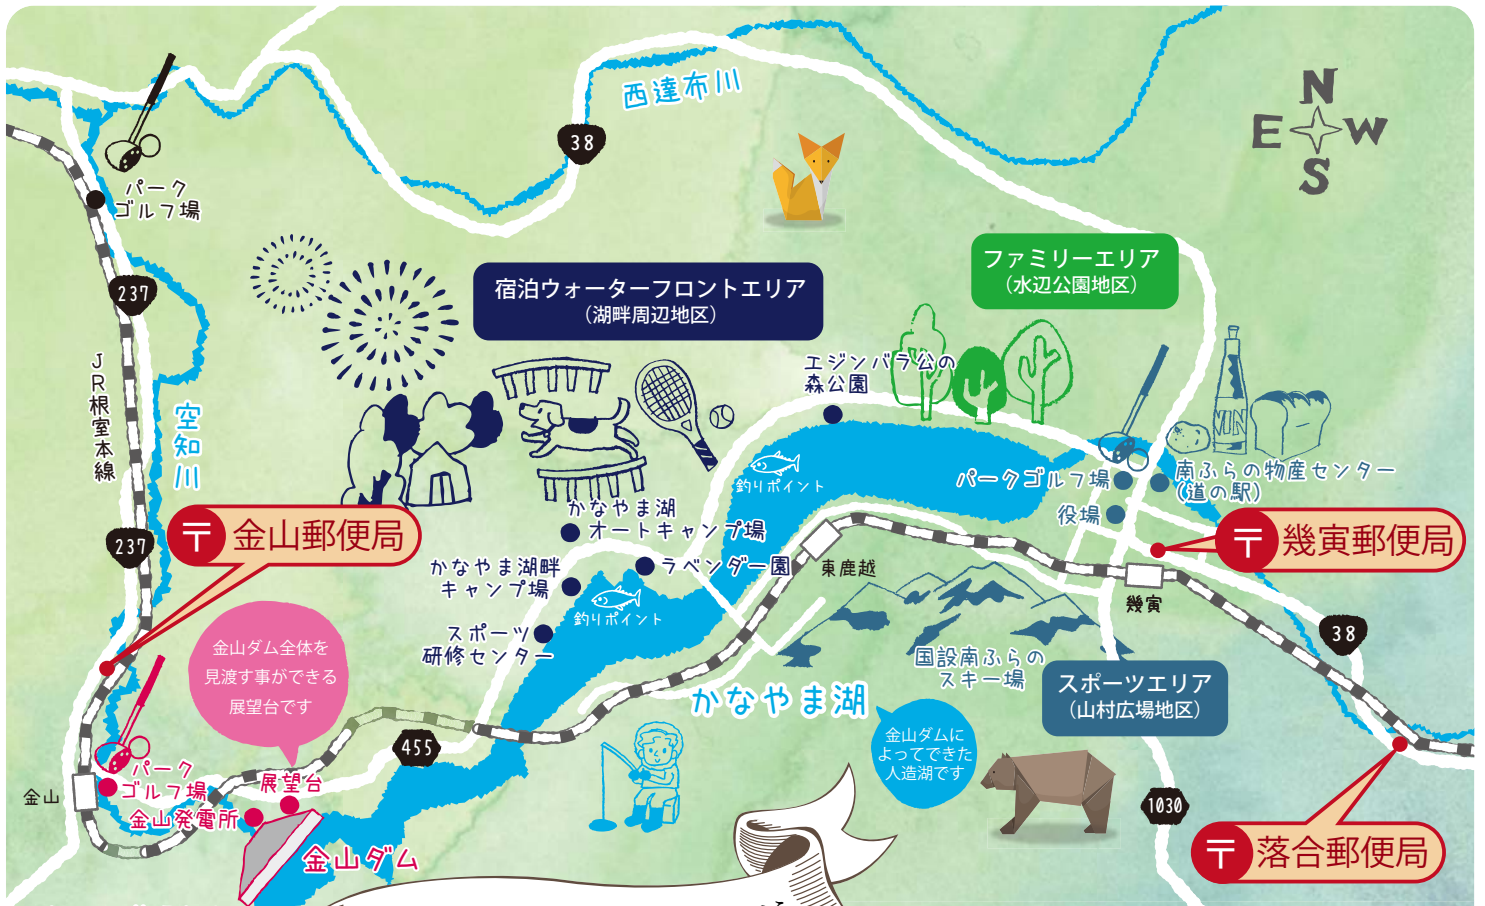 西達布川
38
N
E
W
S
パーク
ゴルフ場
237
宿泊ウォーターフロントエリア
(湖畔周辺地区)
ファミリーエリア
(水辺公園地区)
JR根室本線
空知川
エジンバラ公の
森公園
釣りポイント
パークゴルフ場
南ふらの物産センター
(道の駅)
役場
かなやま湖
オートキャンプ場
237
〒 金山郵便局
〒 幾寅郵便局
かなやま湖畔
キャンプ場
ラベンダー園
東鹿越
幾寅
釣りポイント
スポーツ
研修センター
38
金山ダム全体を
見渡す事ができる
展望台です
国設南ふらの
スキー場
スポーツエリア
(山村広場地区)
かなやま湖
金山ダムに
よってできた
人造湖です
455
パーク
ゴルフ場
展望台
金山
金山発電所
1030
金山ダム
〒 落合郵便局